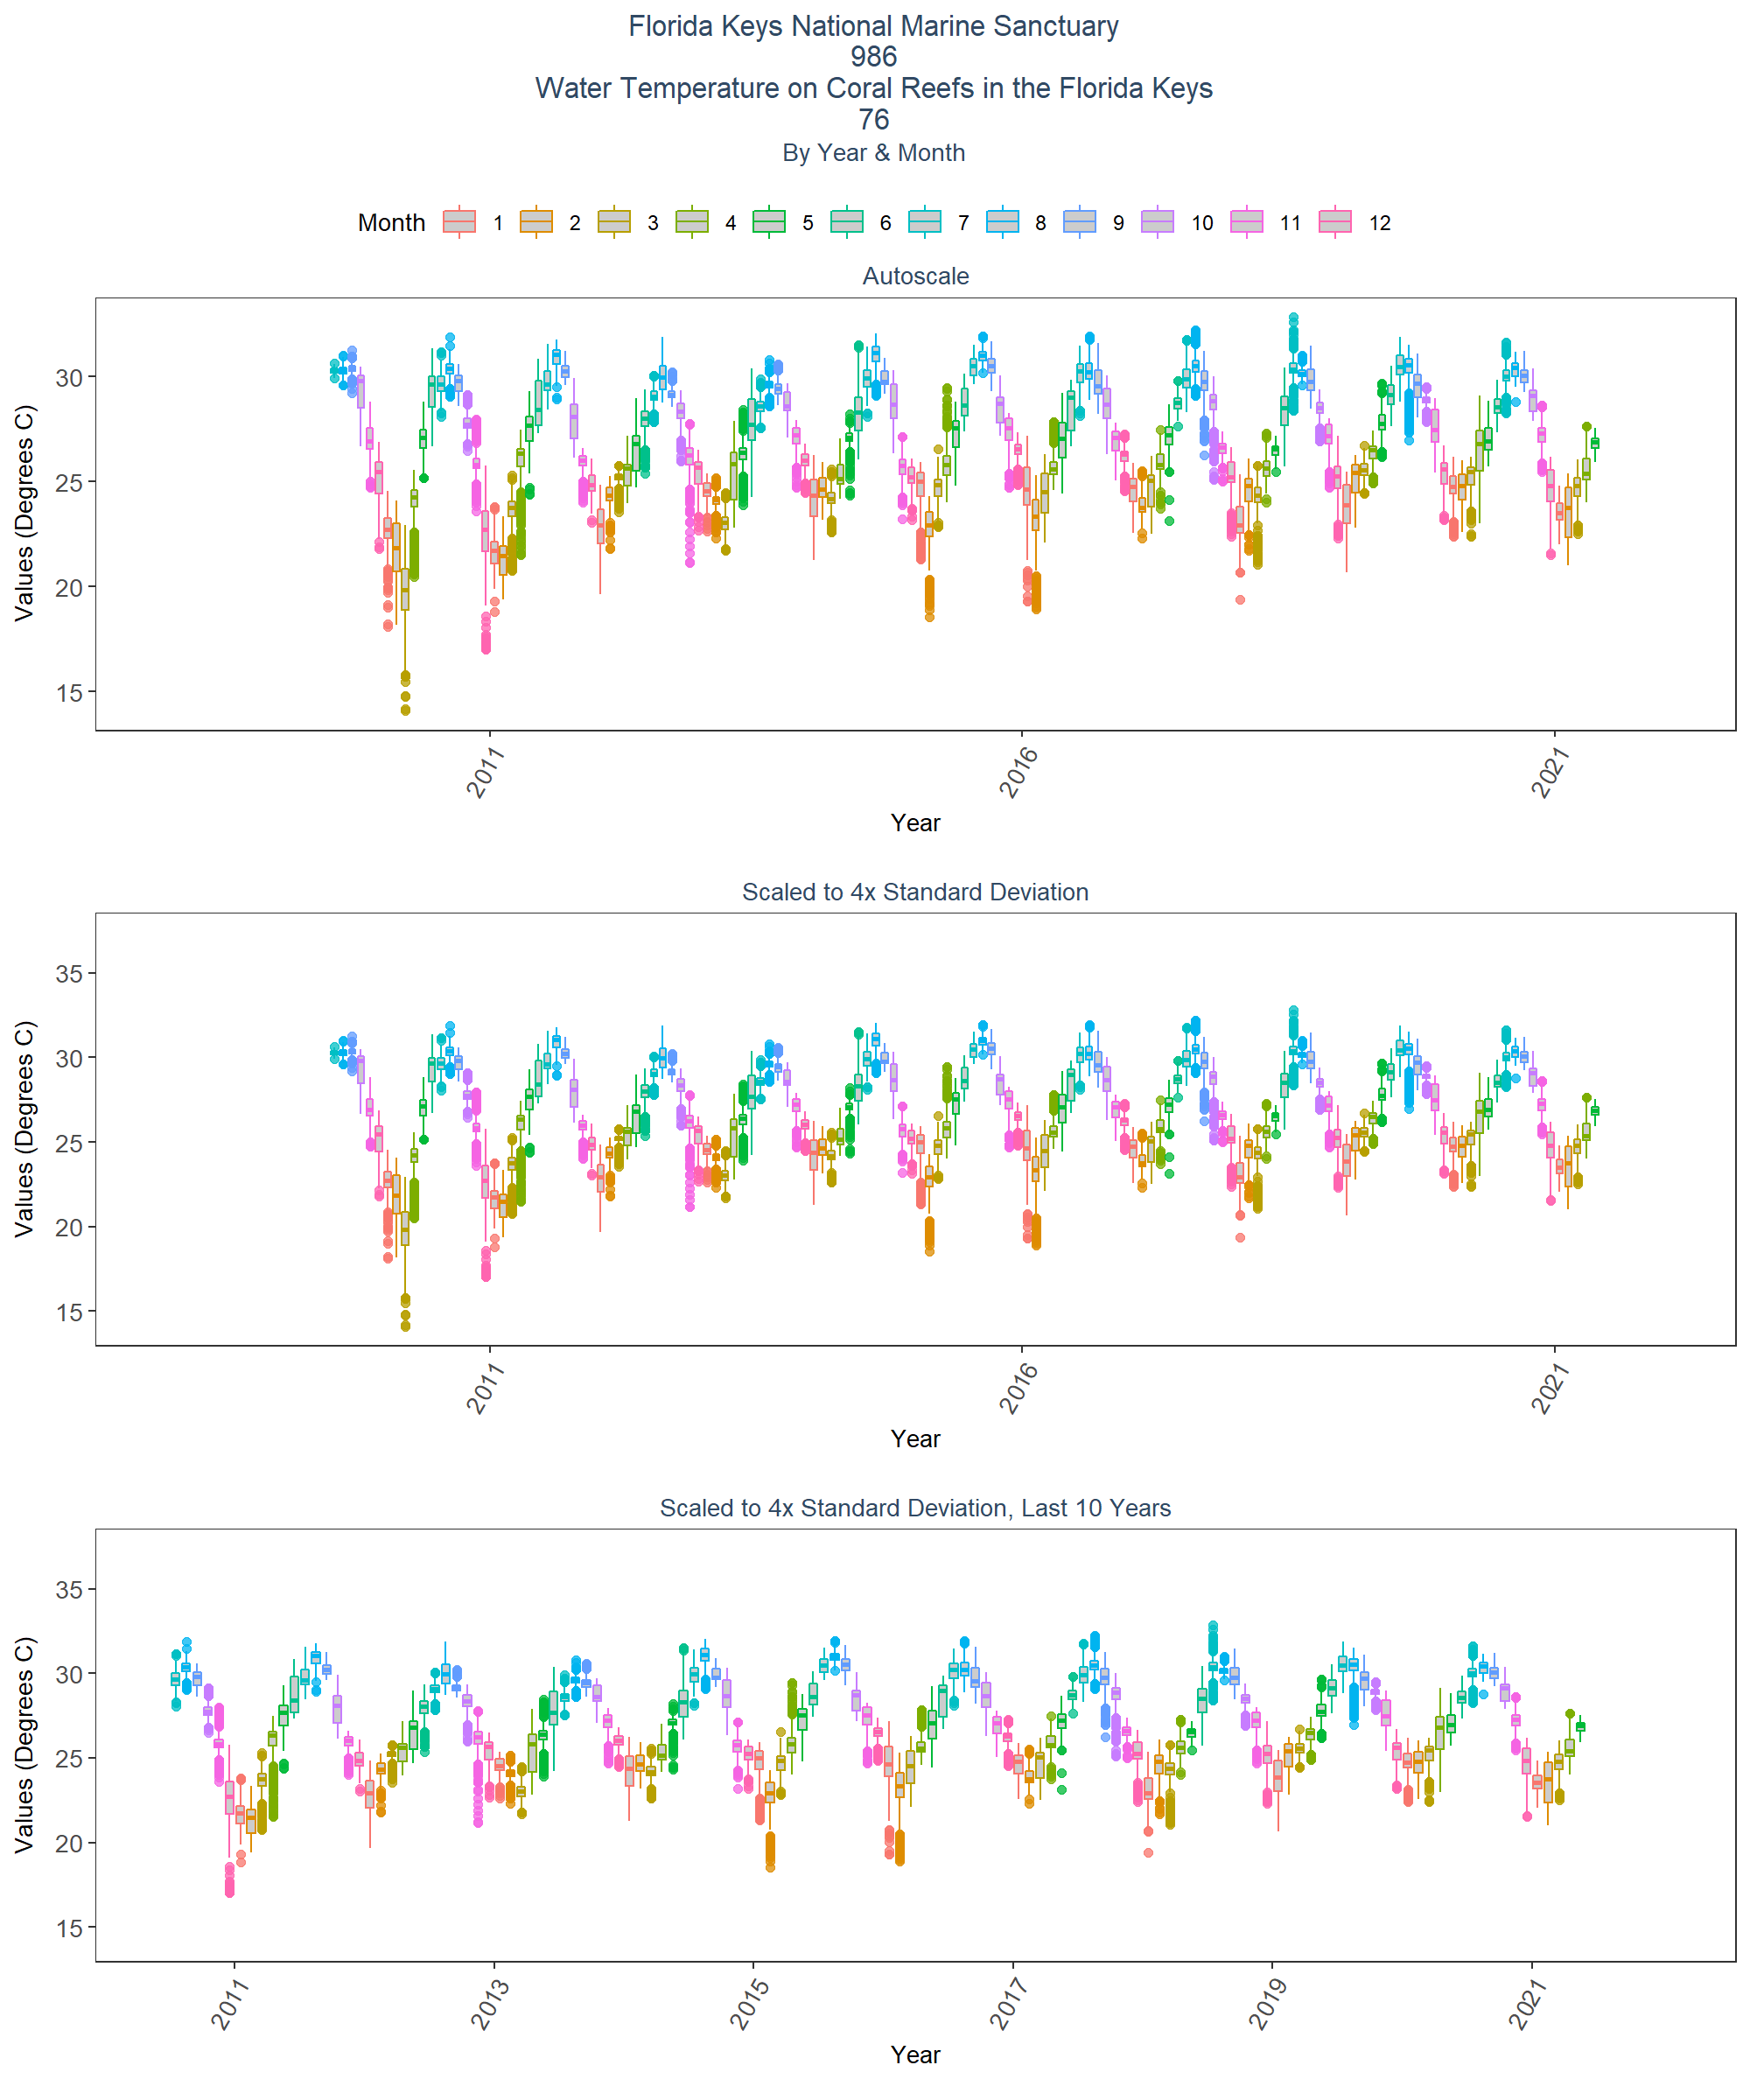 Florida Keys National Marine Sanctuary
986
Water Temperature on Coral Reefs in the Florida Keys
76
By Year & Month
Month 1 2 3 4 5 6 7 8 9 10 11 12
Autoscale
Values (Degrees C)
30
25
20
15
2011 2016 2021
Year
Scaled to 4x Standard Deviation
Values (Degrees C)
35
30
25
20
15
2011 2016 2021
Year
Scaled to 4x Standard Deviation, Last 10 Years
Values (Degrees C)
35
30
25
20
15
2011 2013 2015 2017 2019 2021
Year